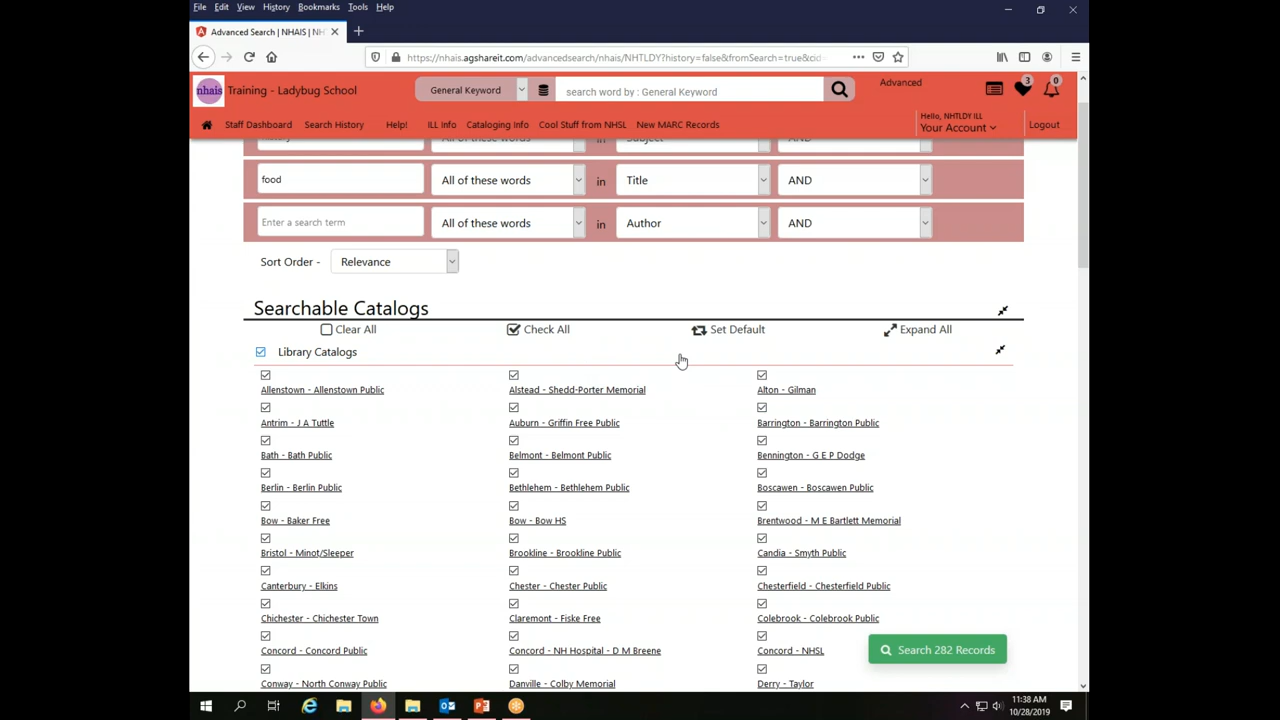 File Edit View History Bookmarks Tools Help
Advanced Search | NHAIS | NH
https://nhais.agshareit.com/advancedsearch/nhais/NHTLDY?history=false&fromSearch=true&cid
nhais Training - Ladybug School General Keyword search word by : General Keyword Advanced 3 0
Staff Dashboard Search History Help! ILL Info Cataloging Info Cool Stuff from NHSL New MARC Records Hello, NHTLDY ILL Your Account Logout
food All of these words in Title AND
Enter a search term All of these words in Author AND
Sort Order - Relevance
Searchable Catalogs
Clear All Check All Set Default Expand All
Library Catalogs
Allenstown - Allenstown Public Alstead - Shedd-Porter Memorial Alton - Gilman
Antrim - J A Tuttle Auburn - Griffin Free Public Barrington - Barrington Public
Bath - Bath Public Belmont - Belmont Public Bennington - G E P Dodge
Berlin - Berlin Public Bethlehem - Bethlehem Public Boscawen - Boscawen Public
Bow - Baker Free Bow - Bow HS Brentwood - M E Bartlett Memorial
Bristol - Minot/Sleeper Brookline - Brookline Public Candia - Smyth Public
Canterbury - Elkins Chester - Chester Public Chesterfield - Chesterfield Public
Chichester - Chichester Town Claremont - Fiske Free Colebrook - Colebrook Public
Concord - Concord Public Concord - NH Hospital - D M Breene Concord - NHSL
Search 282 Records
Conway - North Conway Public Danville - Colby Memorial Derry - Taylor
11:38 AM
10/28/2019